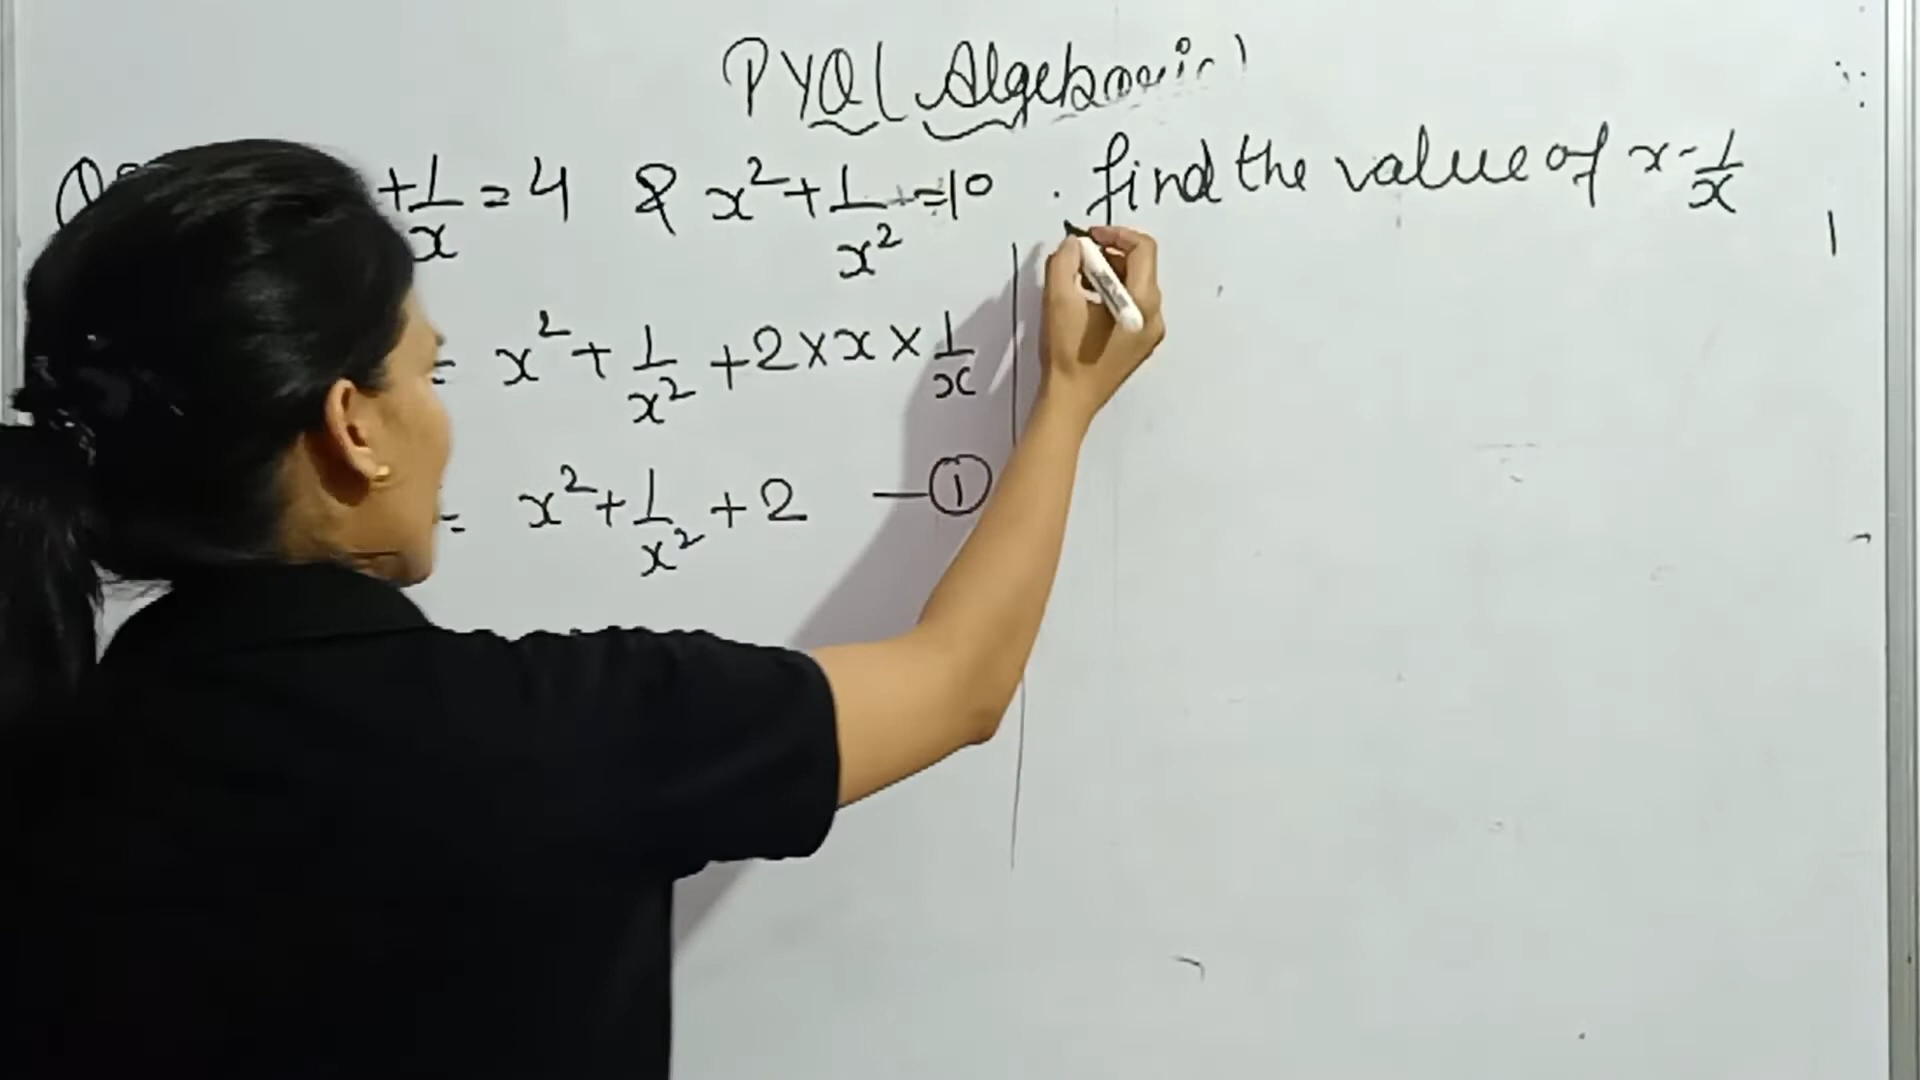 PYQ (Algebraic)
+ 1/x = 4 & x² + 1/x² = 10 . find the value of x - 1/x
= x² + 1/x² + 2 × x × 1/x
= x² + 1/x² + 2 — ①